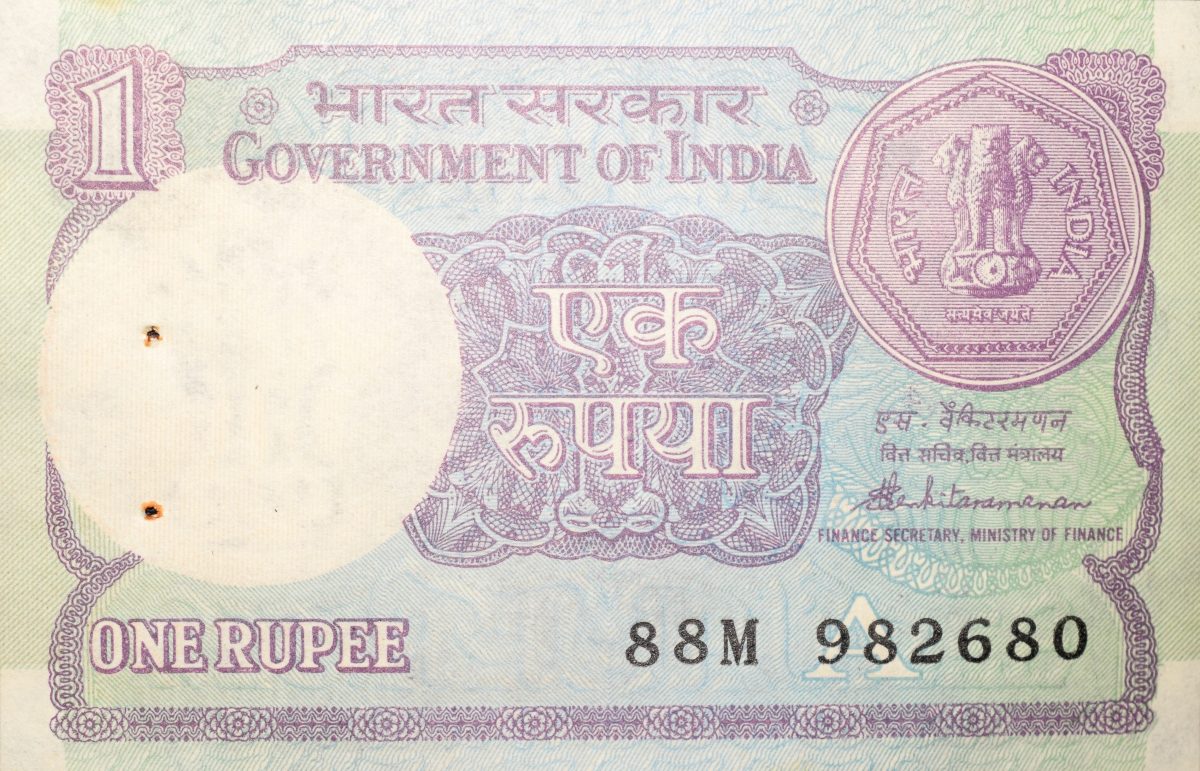 1
भारत सरकार
GOVERNMENT OF INDIA
भारत
INDIA
सत्यमेव जयते
एक
रुपया
एस. वेंकिटरमणन
वित्त सचिव, वित्त मंत्रालय
Venkitaramanan
FINANCE SECRETARY, MINISTRY OF FINANCE
A
ONE RUPEE
88M 982680